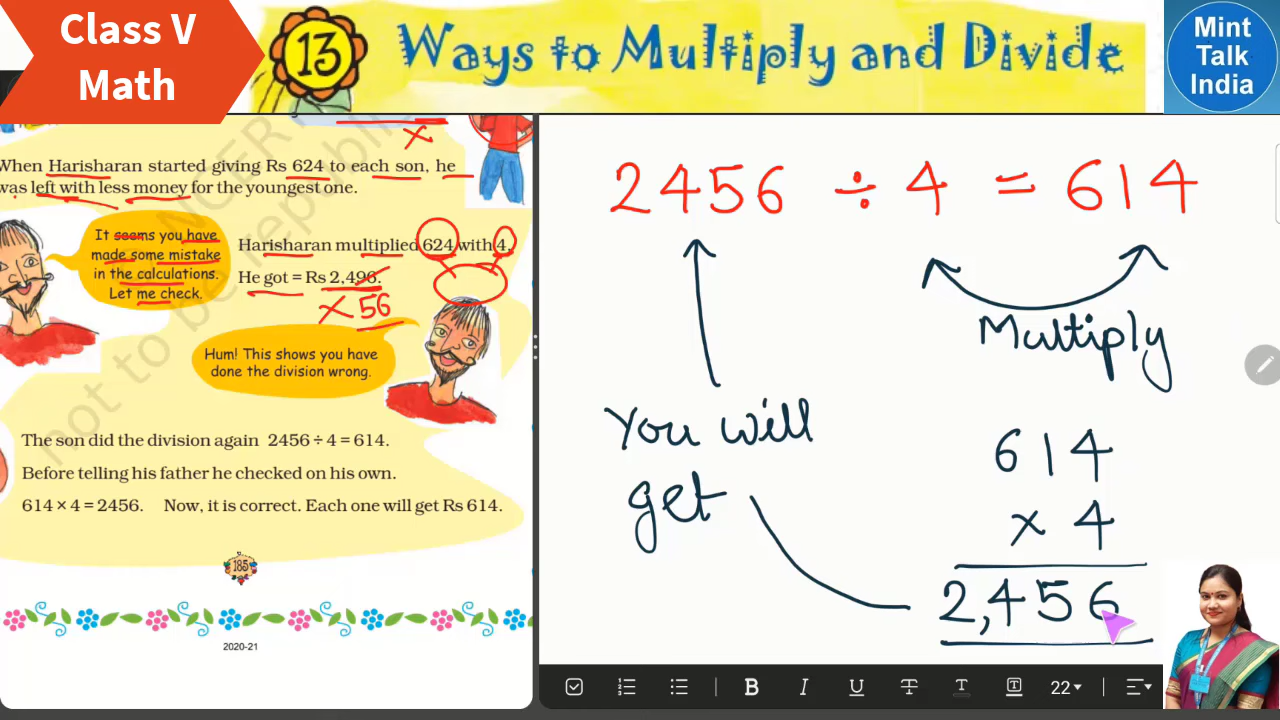 Class V
Math
13 Ways to Multiply and Divide
Mint
Talk
India
When Harisharan started giving Rs 624 to each son, he
was left with less money for the youngest one.
It seems you have
made some mistake
in the calculations.
Let me check.
Harisharan multiplied 624 with 4.
He got = Rs 2,496.
× 56
Hum! This shows you have
done the division wrong.
The son did the division again 2456 ÷ 4 = 614.
Before telling his father he checked on his own.
614 × 4 = 2456. Now, it is correct. Each one will get Rs 614.
185
2020-21
not to be republi
NCERT
2456 ÷ 4 = 614
Multiply
You will
get
614
× 4
2,456
B I U T T T 22